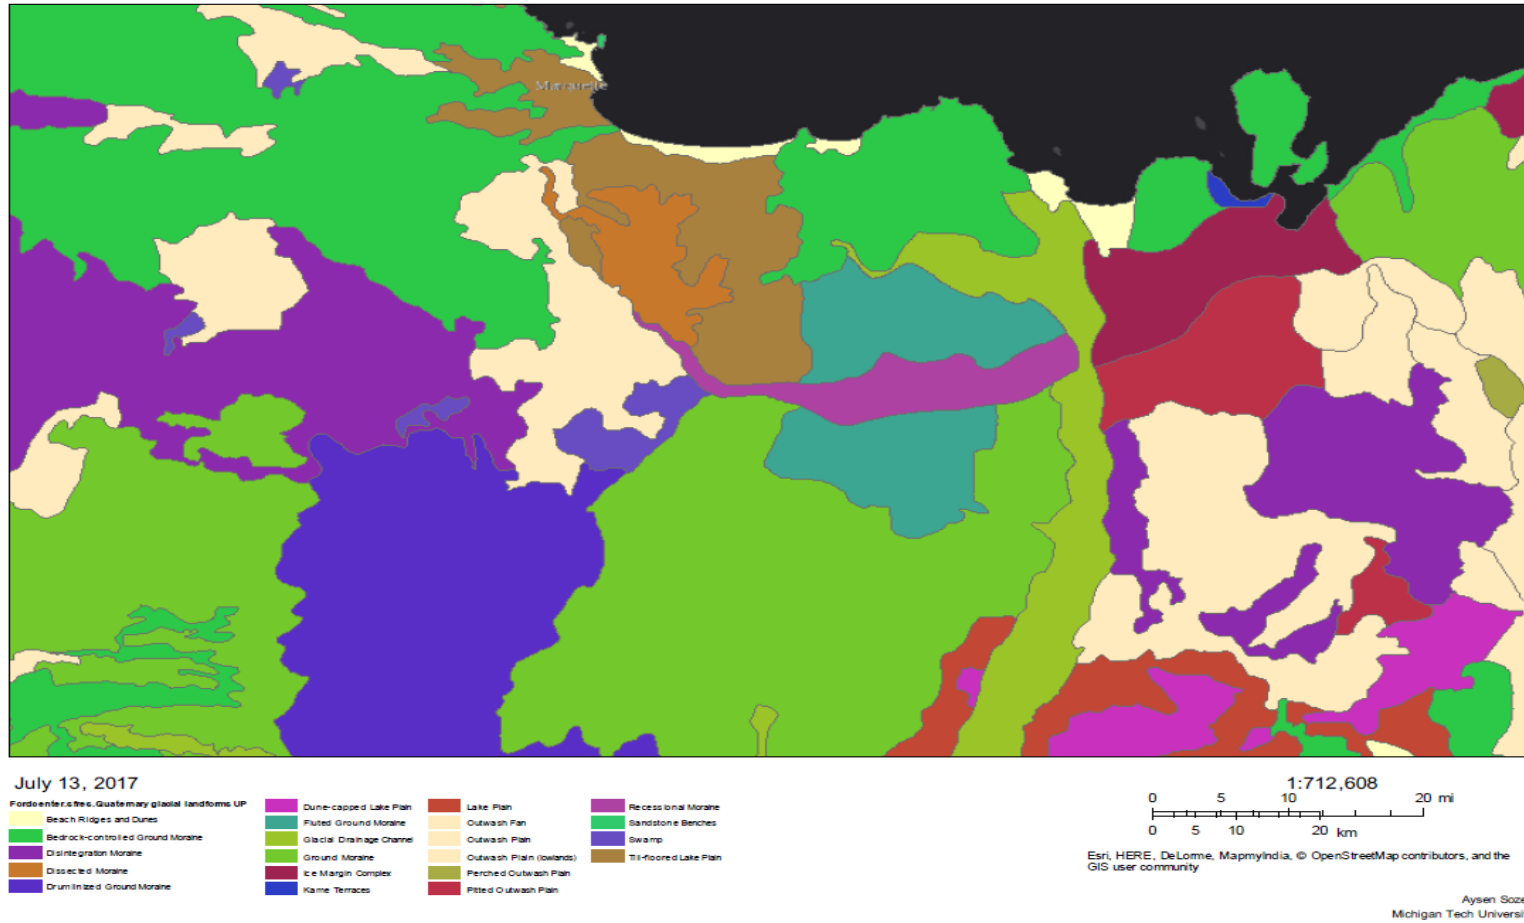 Marquette
July 13, 2017
Fordcenter.sfres.Quaternary glacial landforms UP
Beach Ridges and Dunes
Bedrock-controlled Ground Moraine
Disintegration Moraine
Dissected Moraine
Drumlinized Ground Moraine
Dune-capped Lake Plain
Fluted Ground Moraine
Glacial Drainage Channel
Ground Moraine
Ice Margin Complex
Kame Terraces
Lake Plain
Outwash Fan
Outwash Plain
Outwash Plain (lowlands)
Perched Outwash Plain
Pitted Outwash Plain
Recessional Moraine
Sandstone Benches
Swamp
Till-floored Lake Plain
1:712,608
0 5 10 20 mi
0 5 10 20 km
Esri, HERE, DeLorme, MapmyIndia, © OpenStreetMap contributors, and the
GIS user community
Aysen Soze
Michigan Tech Universi